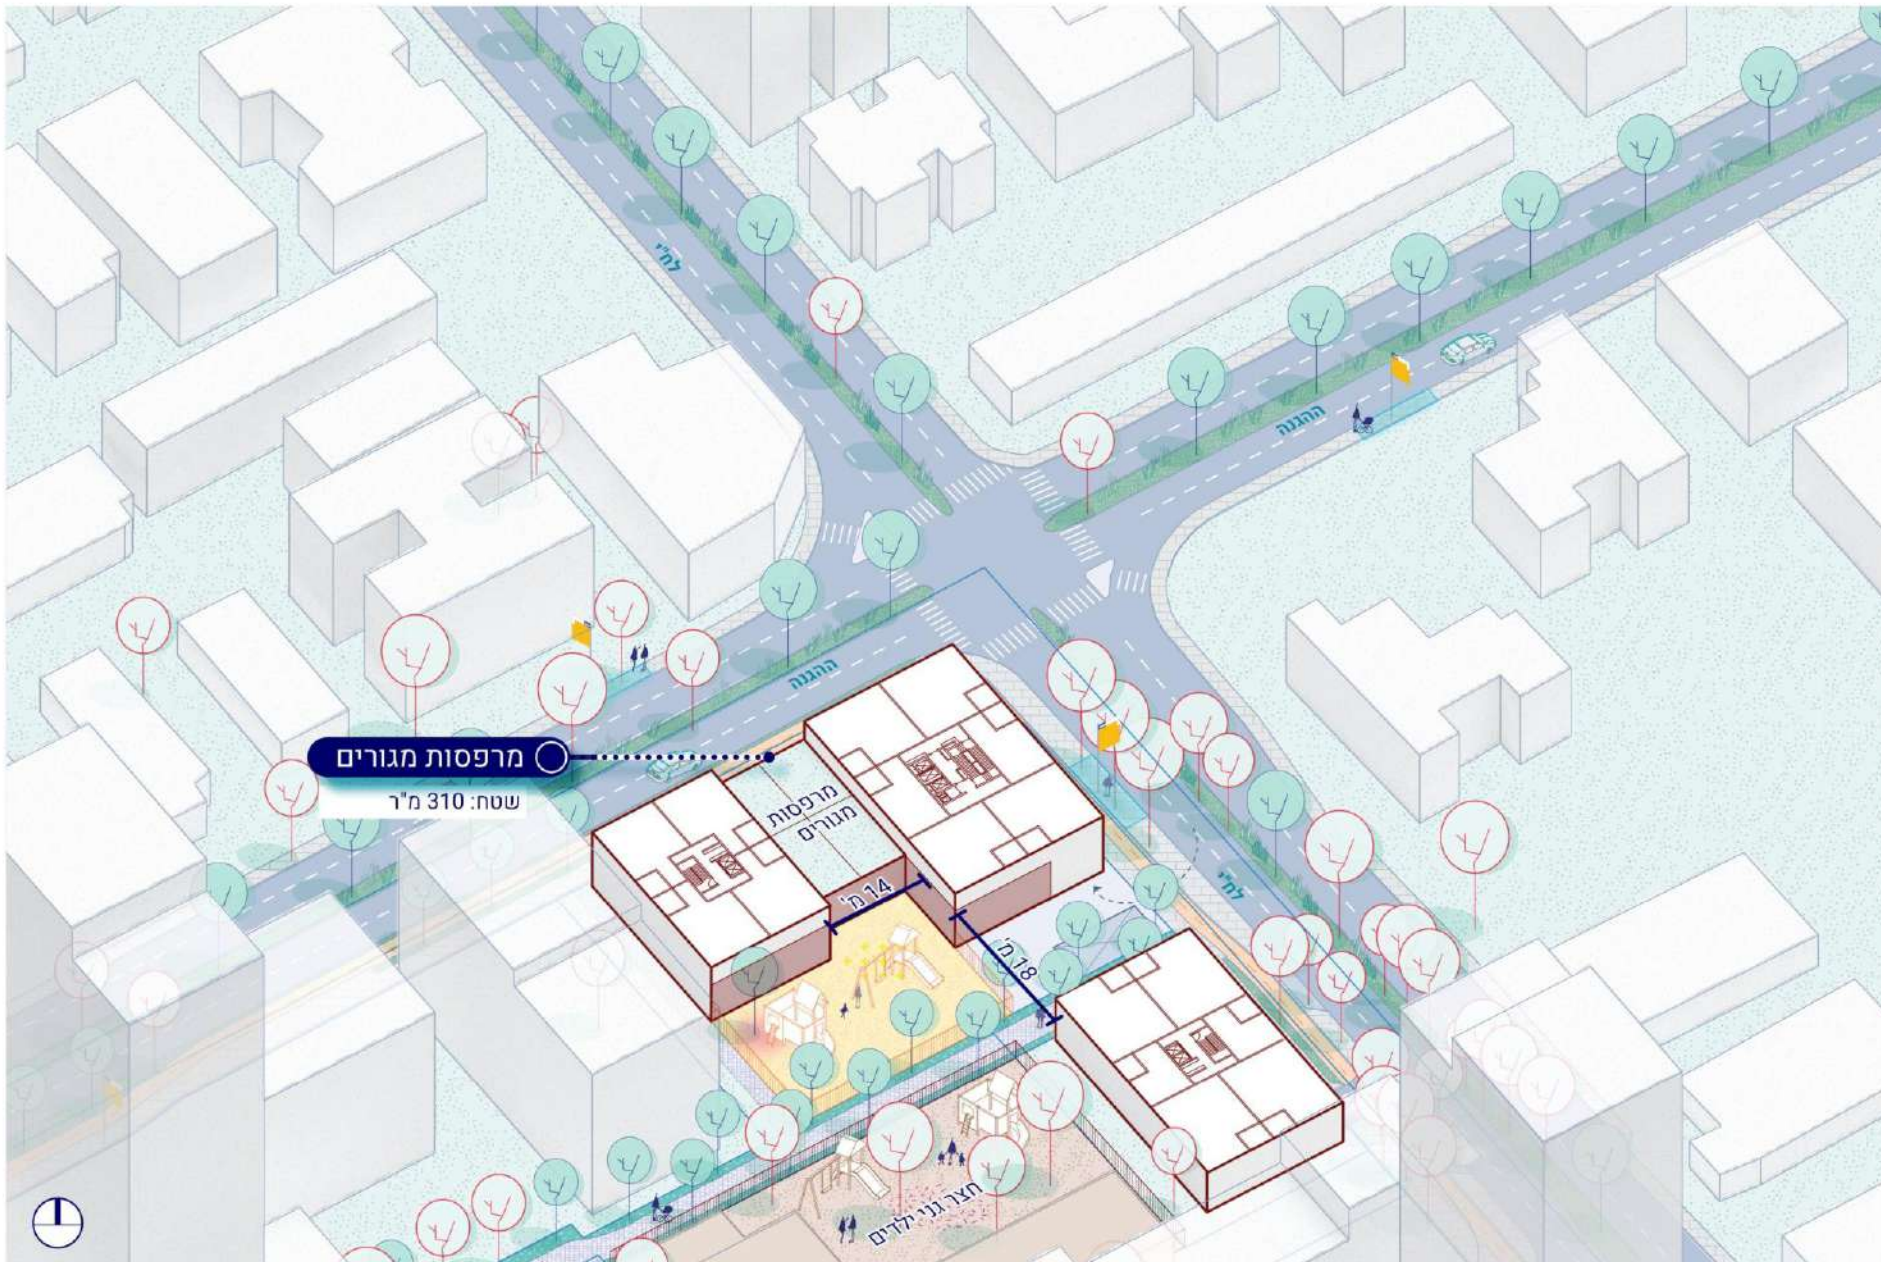 לח"י
ההגנה
ההגנה
מרפסות מגורים
שטח: 310 מ"ר
מרפסות
מגורים
14 מ'
18 מ'
לח"י
חצר גני ילדים